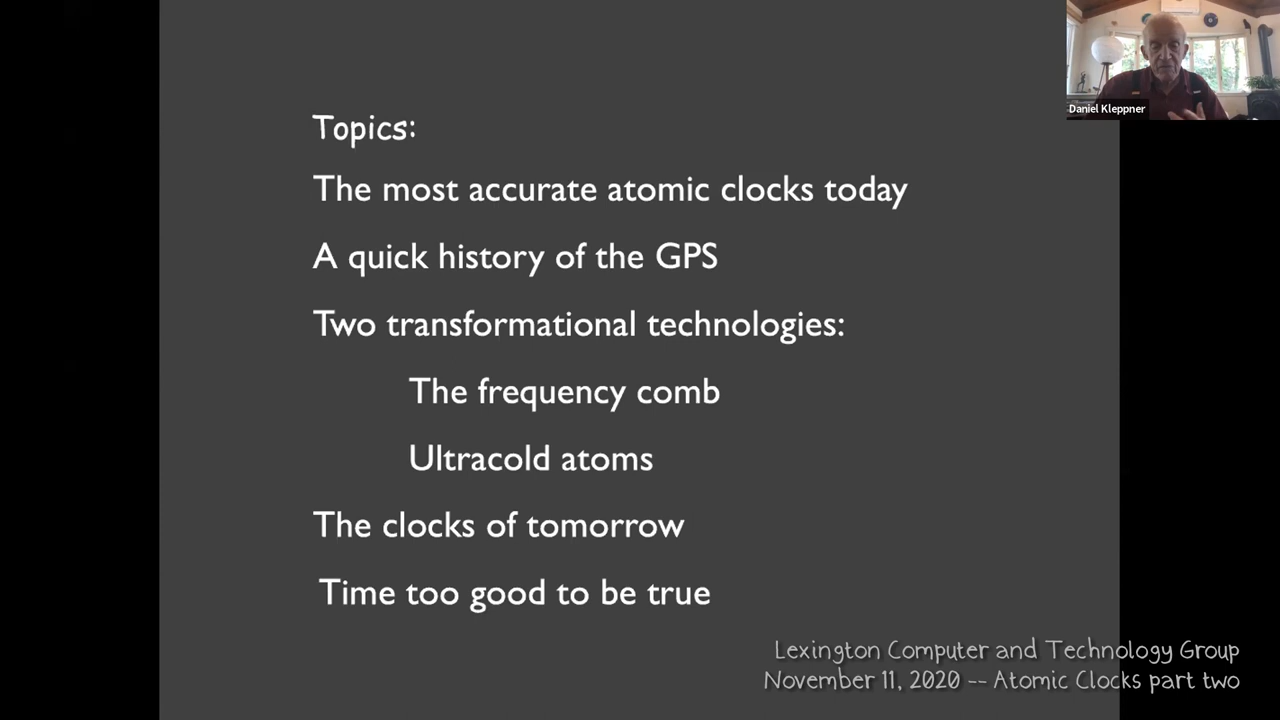 Topics:
The most accurate atomic clocks today
A quick history of the GPS
Two transformational technologies:
The frequency comb
Ultracold atoms
The clocks of tomorrow
Time too good to be true
Daniel Kleppner
Lexington Computer and Technology Group
November 11, 2020 -- Atomic Clocks part two